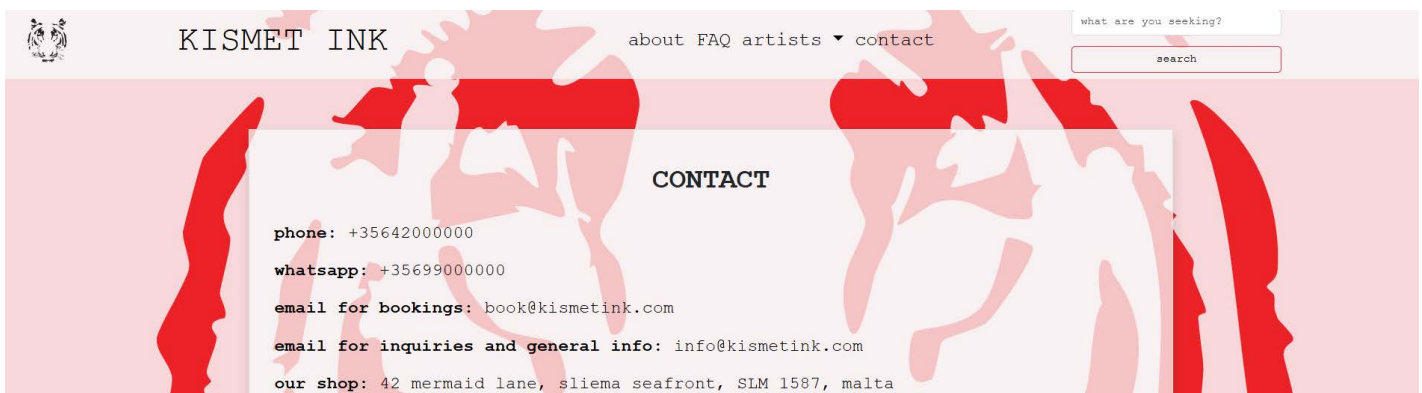 KISMET INK
about FAQ artists contact
what are you seeking?
search
CONTACT
phone: +35642000000
whatsapp: +35699000000
email for bookings: book@kismetink.com
email for inquiries and general info: info@kismetink.com
our shop: 42 mermaid lane, sliema seafront, SLM 1587, malta